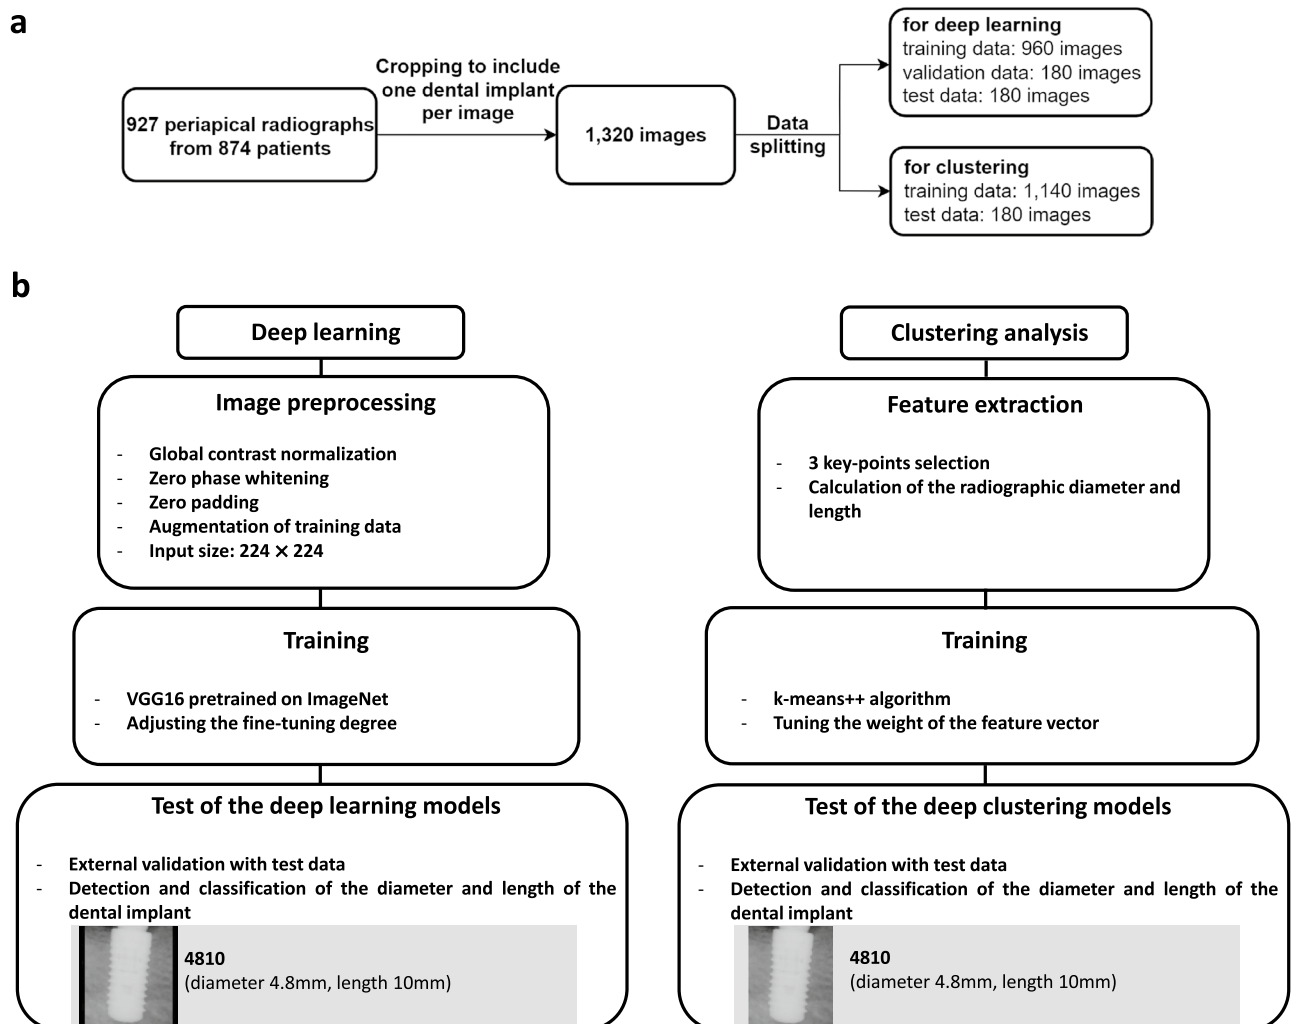 a
927 periapical radiographs
from 874 patients
Cropping to include
one dental implant
per image
1,320 images
Data
splitting
for deep learning
training data: 960 images
validation data: 180 images
test data: 180 images
for clustering
training data: 1,140 images
test data: 180 images
b
Deep learning
Image preprocessing
- Global contrast normalization
- Zero phase whitening
- Zero padding
- Augmentation of training data
- Input size: 224 × 224
Training
- VGG16 pretrained on ImageNet
- Adjusting the fine-tuning degree
Test of the deep learning models
- External validation with test data
- Detection and classification of the diameter and length of the
dental implant
4810
(diameter 4.8mm, length 10mm)
Clustering analysis
Feature extraction
- 3 key-points selection
- Calculation of the radiographic diameter and
length
Training
- k-means++ algorithm
- Tuning the weight of the feature vector
Test of the deep clustering models
- External validation with test data
- Detection and classification of the diameter and length of the
dental implant
4810
(diameter 4.8mm, length 10mm)